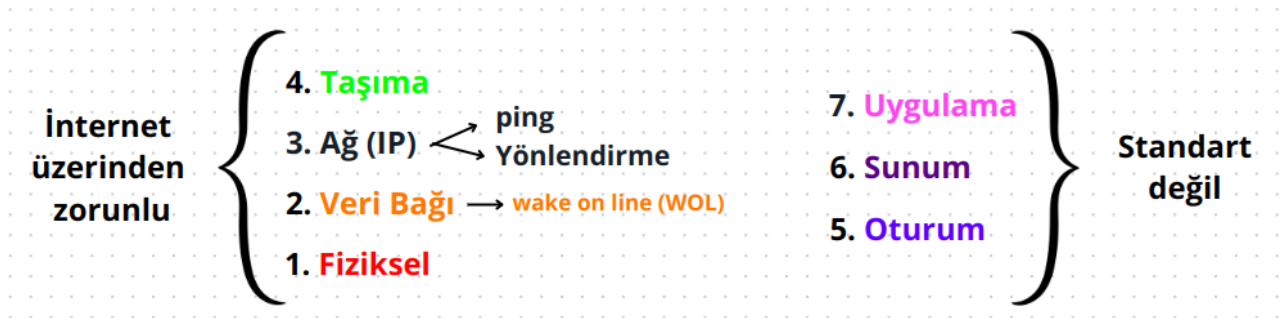 İnternet
üzerinden
zorunlu
4. Taşıma
3. Ağ (IP)
ping
Yönlendirme
2. Veri Bağı
wake on line (WOL)
1. Fiziksel
7. Uygulama
6. Sunum
5. Oturum
Standart
değil